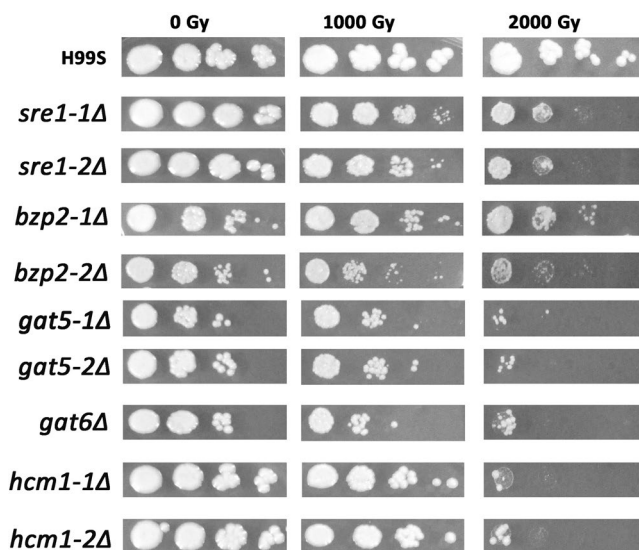 0 Gy 1000 Gy 2000 Gy
H99S
sre1-1Δ
sre1-2Δ
bzp2-1Δ
bzp2-2Δ
gat5-1Δ
gat5-2Δ
gat6Δ
hcm1-1Δ
hcm1-2Δ